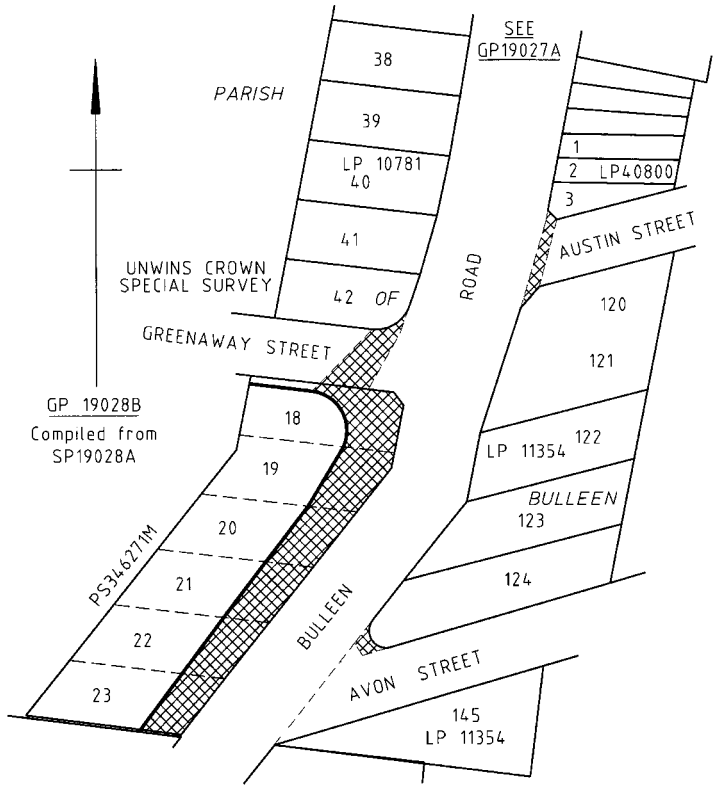 SEE
GP19027A
38
PARISH
39
LP 10781
40
1
2 LP40800
3
41
AUSTIN STREET
UNWINS CROWN
SPECIAL SURVEY
ROAD
42 OF
120
GREENAWAY STREET
121
GP 19028B
Compiled from
SP19028A
18
122
LP 11354
19
BULLEEN
20
123
PS346271M
21
124
BULLEEN
22
AVON STREET
23
145
LP 11354